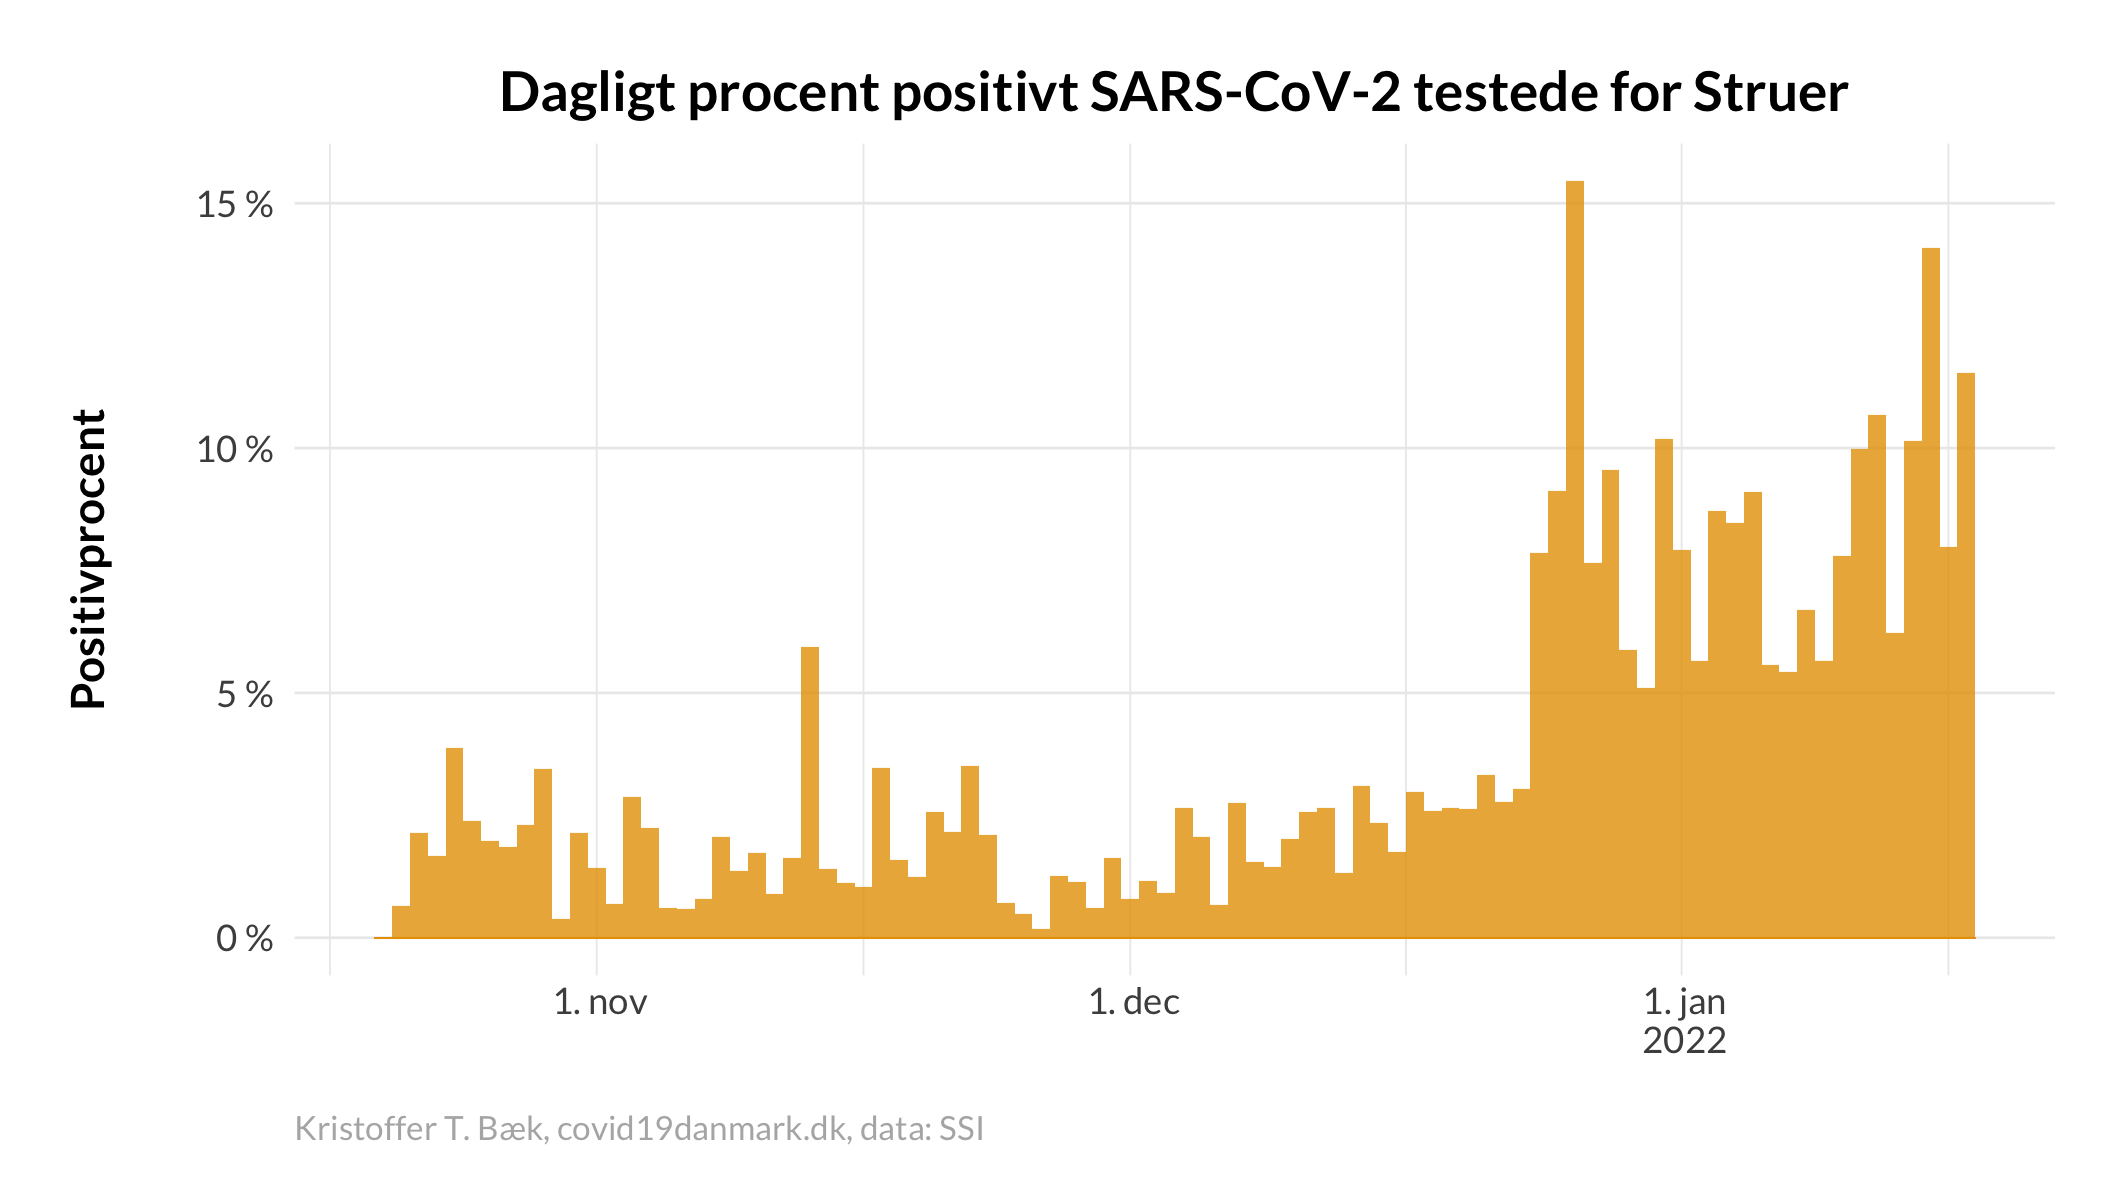 Dagligt procent positivt SARS-CoV-2 testede for Struer
Positivprocent
15 %
10 %
5 %
0 %
1. nov
1. dec
1. jan
2022
Kristoffer T. Bæk, covid19danmark.dk, data: SSI